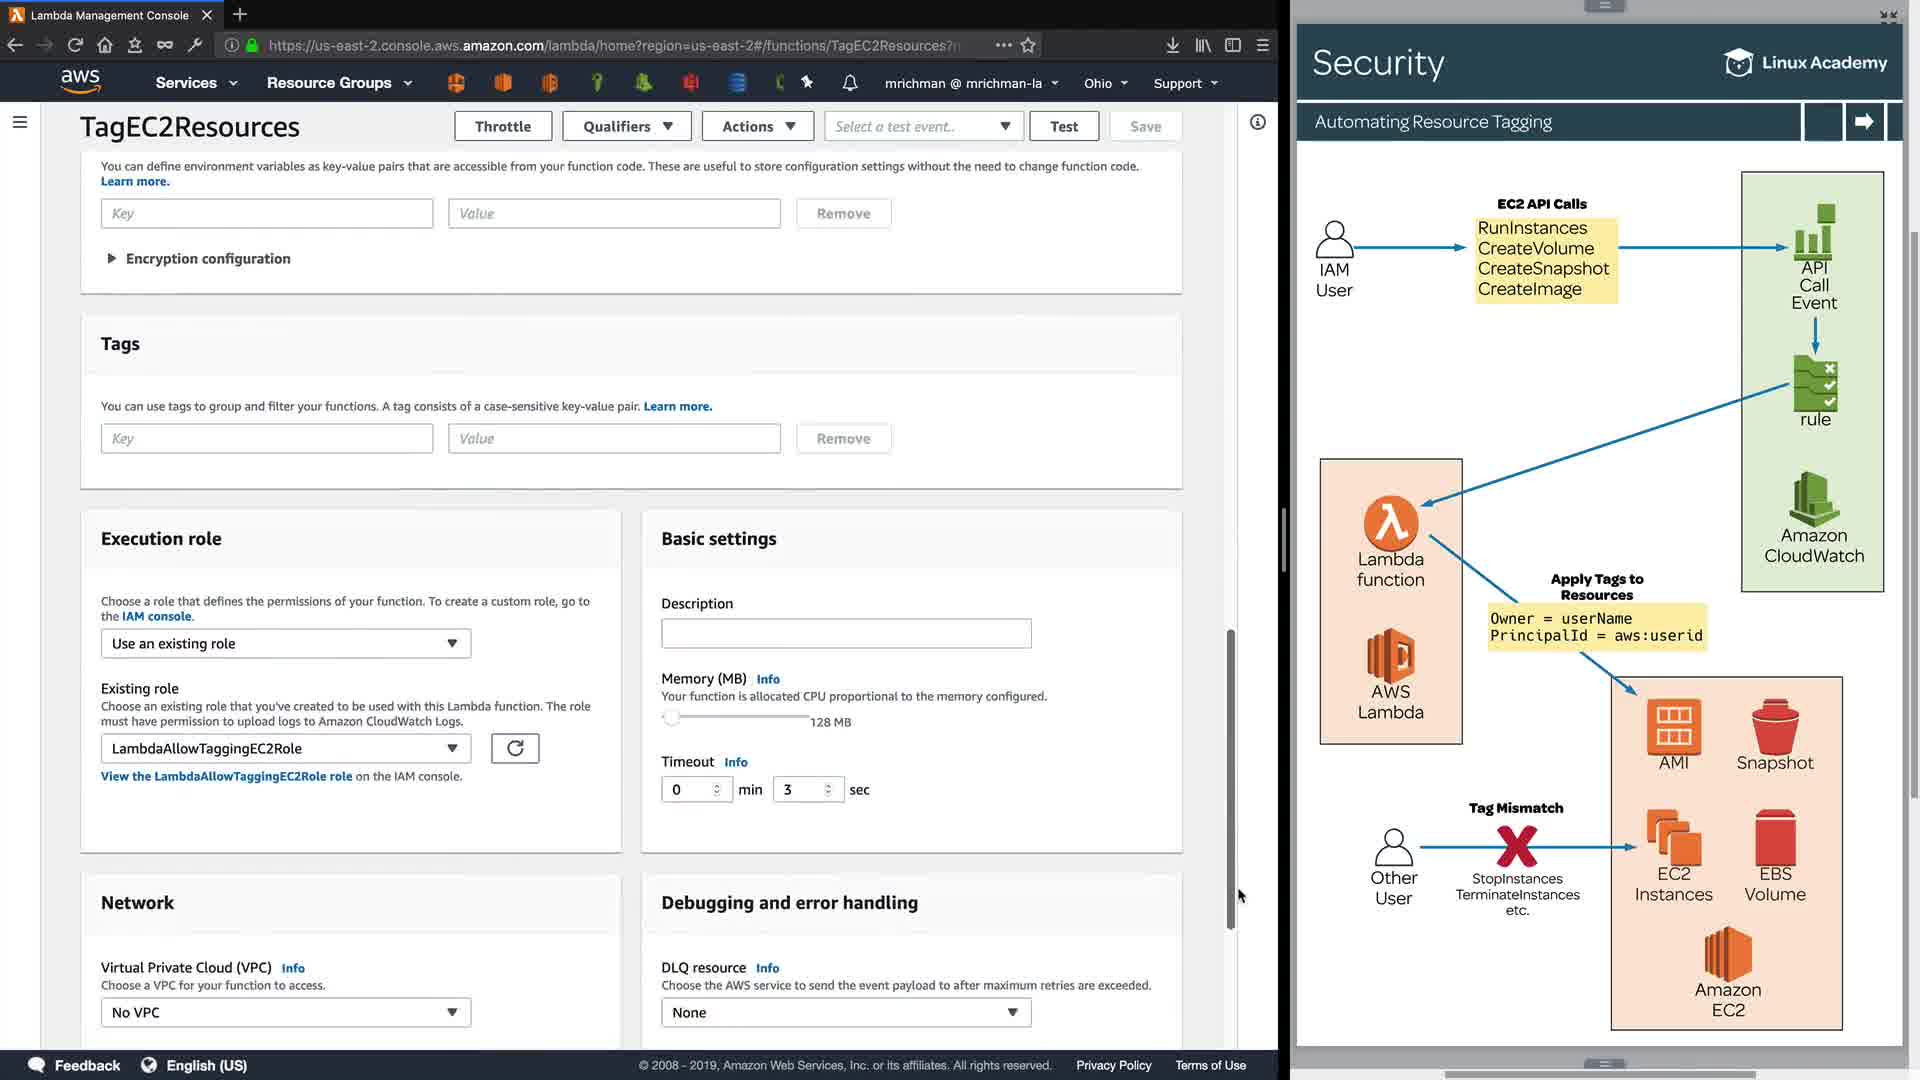 Lambda Management Console
https://us-east-2.console.aws.amazon.com/lambda/home?region=us-east-2#/functions/TagEC2Resources?
aws
Services
Resource Groups
mrichman @ mrichman-la
Ohio
Support
TagEC2Resources
Throttle
Qualifiers
Actions
Select a test event..
Test
Save
You can define environment variables as key-value pairs that are accessible from your function code. These are useful to store configuration settings without the need to change function code.
Learn more.
Key
Value
Remove
Encryption configuration
Tags
You can use tags to group and filter your functions. A tag consists of a case-sensitive key-value pair. Learn more.
Key
Value
Remove
Execution role
Choose a role that defines the permissions of your function. To create a custom role, go to
the IAM console.
Use an existing role
Existing role
Choose an existing role that you've created to be used with this Lambda function. The role
must have permission to upload logs to Amazon CloudWatch Logs.
LambdaAllowTaggingEC2Role
View the LambdaAllowTaggingEC2Role role on the IAM console.
Basic settings
Description
Memory (MB) Info
Your function is allocated CPU proportional to the memory configured.
128 MB
Timeout Info
0 min 3 sec
Network
Virtual Private Cloud (VPC) Info
Choose a VPC for your function to access.
No VPC
Debugging and error handling
DLQ resource Info
Choose the AWS service to send the event payload to after maximum retries are exceeded.
None
Feedback
English (US)
© 2008 - 2019, Amazon Web Services, Inc. or its affiliates. All rights reserved.
Privacy Policy
Terms of Use
Security
Linux Academy
Automating Resource Tagging
IAM
User
EC2 API Calls
RunInstances
CreateVolume
CreateSnapshot
CreateImage
API
Call
Event
rule
Amazon
CloudWatch
Lambda
function
AWS
Lambda
Apply Tags to
Resources
Owner = userName
PrincipalId = aws:userid
AMI
Snapshot
Tag Mismatch
Other
User
StopInstances
TerminateInstances
etc.
EC2
Instances
EBS
Volume
Amazon
EC2